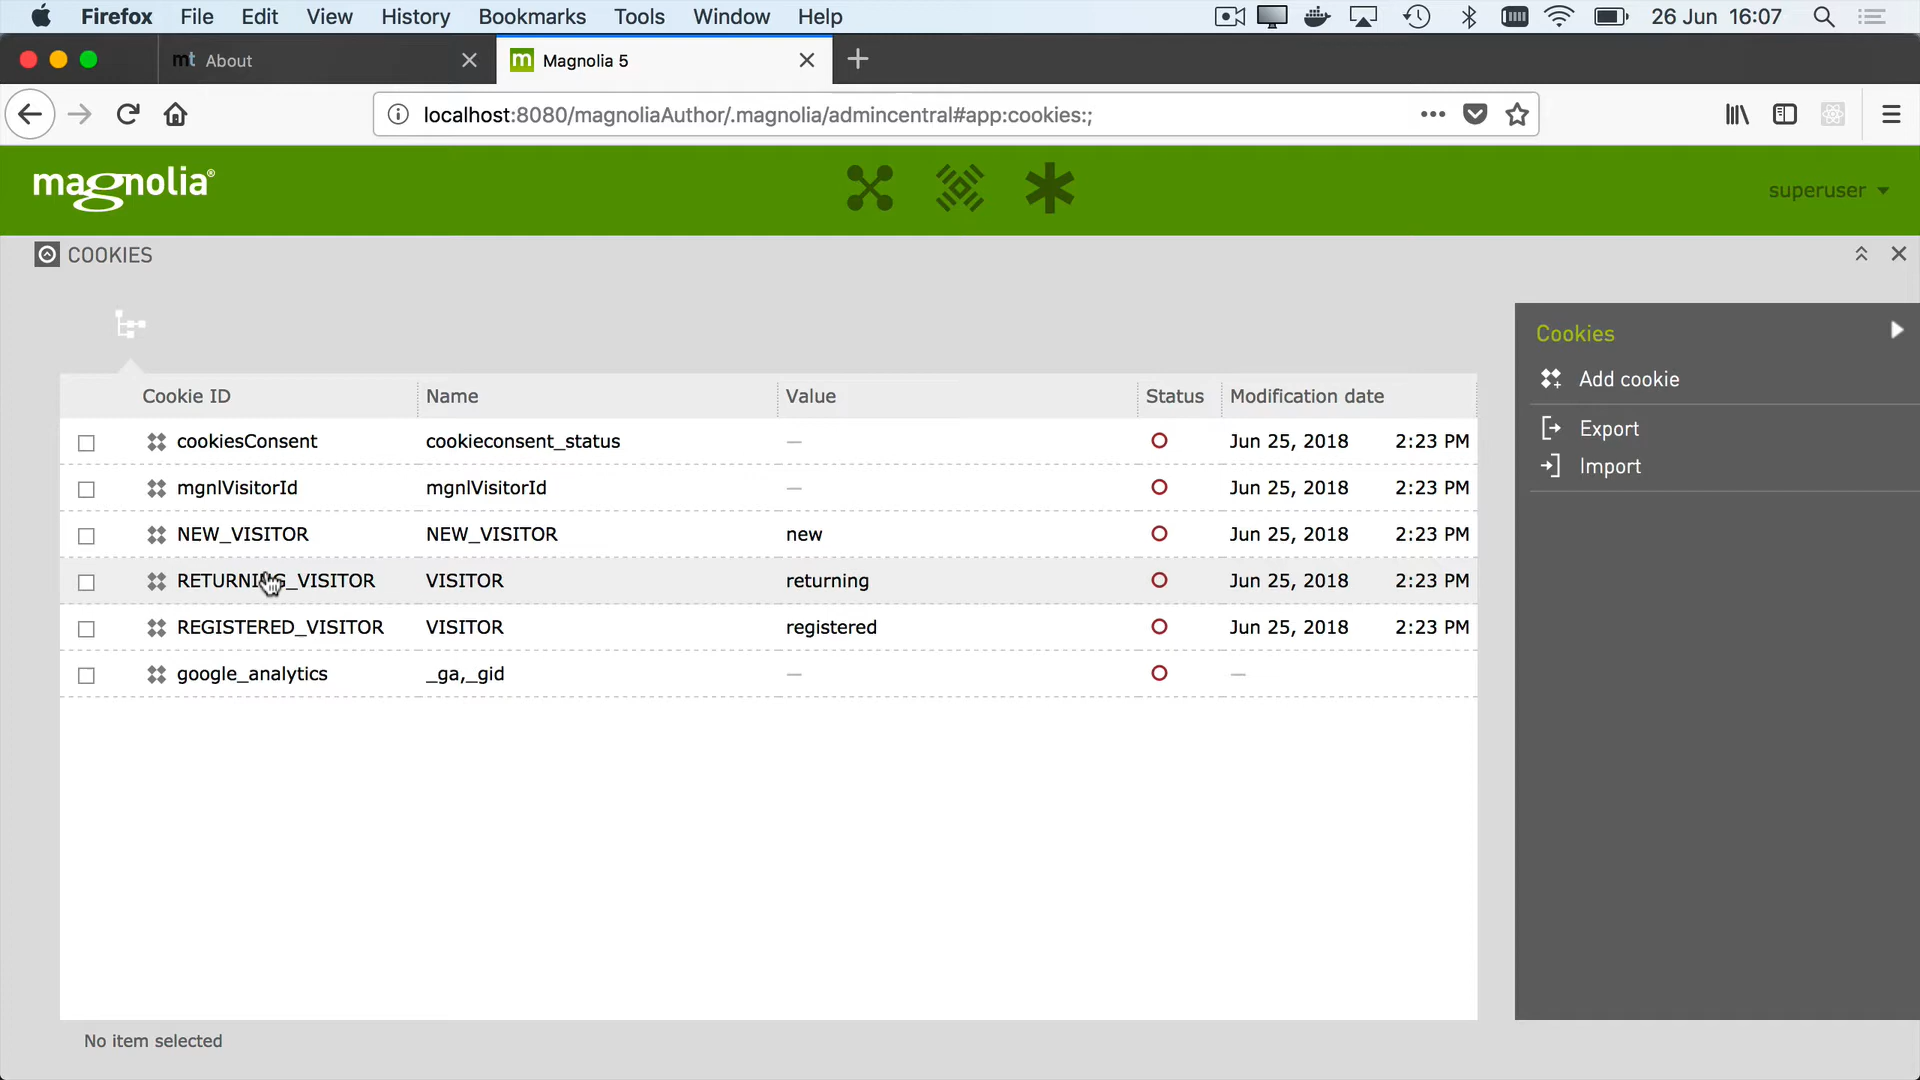 Firefox File Edit View History Bookmarks Tools Window Help 26 Jun 16:07
mt About
m Magnolia 5
localhost:8080/magnoliaAuthor/.magnolia/admincentral#app:cookies:;
magnolia®
superuser
COOKIES
Cookie ID Name Value Status Modification date
cookiesConsent cookieconsent_status — Jun 25, 2018 2:23 PM
mgnlVisitorId mgnlVisitorId — Jun 25, 2018 2:23 PM
NEW_VISITOR NEW_VISITOR new Jun 25, 2018 2:23 PM
RETURNING_VISITOR VISITOR returning Jun 25, 2018 2:23 PM
REGISTERED_VISITOR VISITOR registered Jun 25, 2018 2:23 PM
google_analytics _ga,_gid — —
No item selected
Cookies
Add cookie
Export
Import